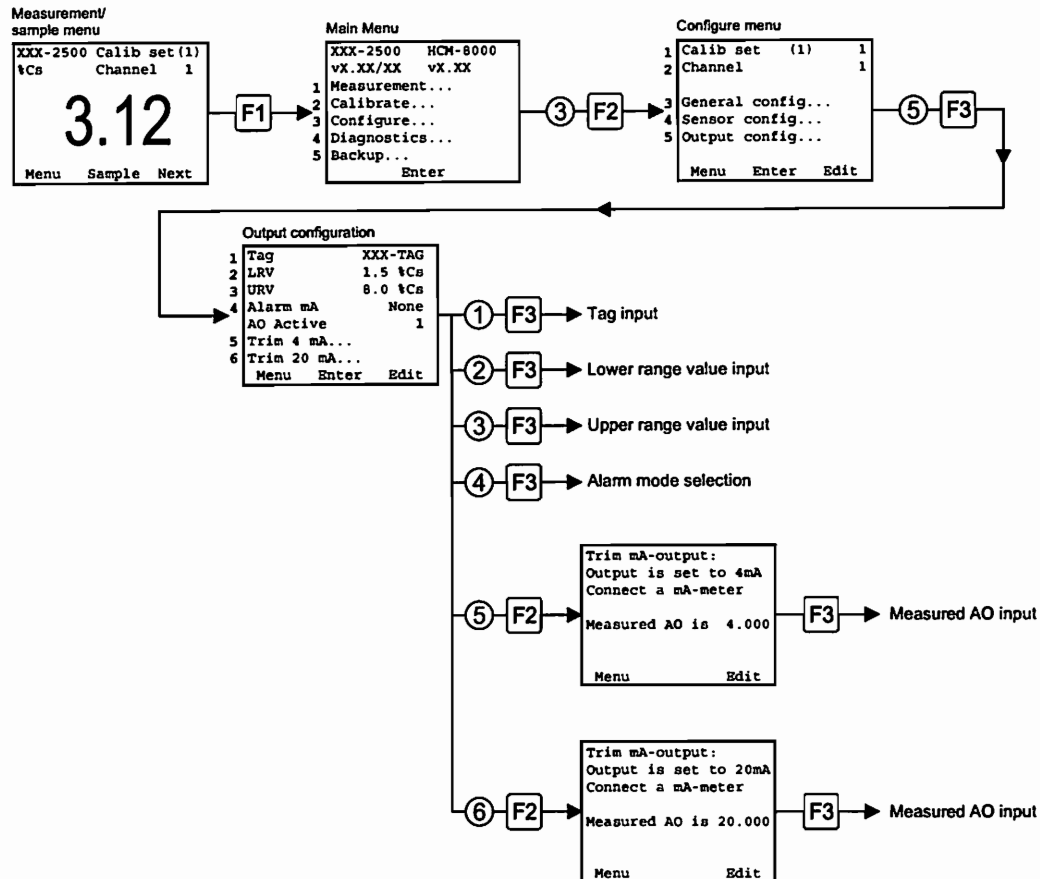 Measurement/
sample menu
XXX-2500 Calib set(1)
%Cs Channel 1
3.12
Menu Sample Next
F1
Main Menu
XXX-2500 HCM-8000
vX.XX/XX vX.XX
1 Measurement...
2 Calibrate...
3 Configure...
4 Diagnostics...
5 Backup...
Enter
3 F2
Configure menu
1 Calib set (1) 1
2 Channel 1
3 General config...
4 Sensor config...
5 Output config...
Menu Enter Edit
5 F3
Output configuration
1 Tag XXX-TAG
2 LRV 1.5 %Cs
3 URV 8.0 %Cs
4 Alarm mA None
AO Active 1
5 Trim 4 mA...
6 Trim 20 mA...
Menu Enter Edit
1 F3 Tag input
2 F3 Lower range value input
3 F3 Upper range value input
4 F3 Alarm mode selection
5 F2
Trim mA-output:
Output is set to 4mA
Connect a mA-meter
Measured AO is 4.000
Menu Edit
F3 Measured AO input
6 F2
Trim mA-output:
Output is set to 20mA
Connect a mA-meter
Measured AO is 20.000
Menu Edit
F3 Measured AO input